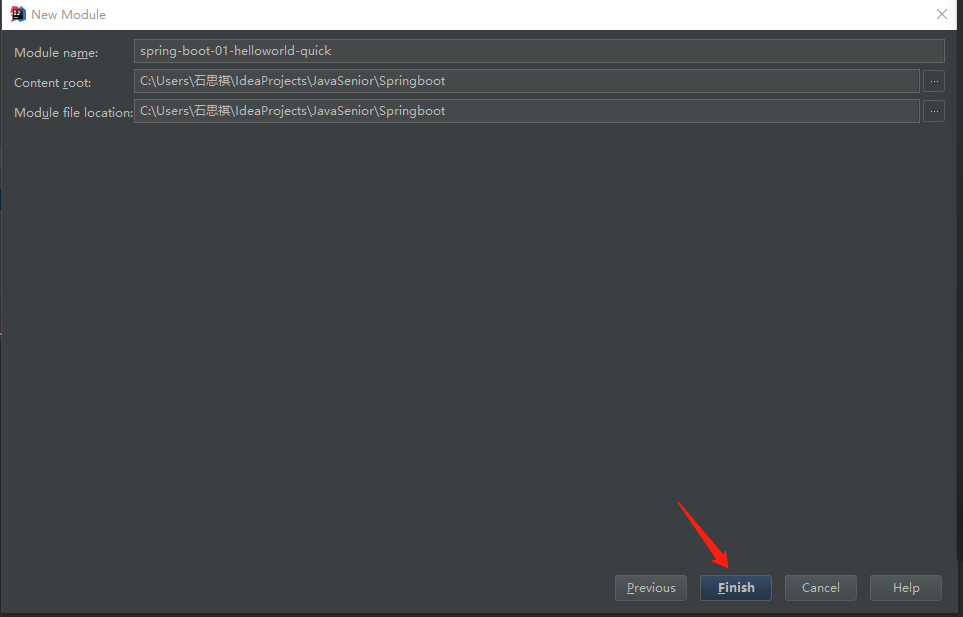 New Module
Module name: spring-boot-01-helloworld-quick
Content root: C:\Users\石思祺\IdeaProjects\JavaSenior\Springboot ...
Module file location: C:\Users\石思祺\IdeaProjects\JavaSenior\Springboot ...
Previous Finish Cancel Help